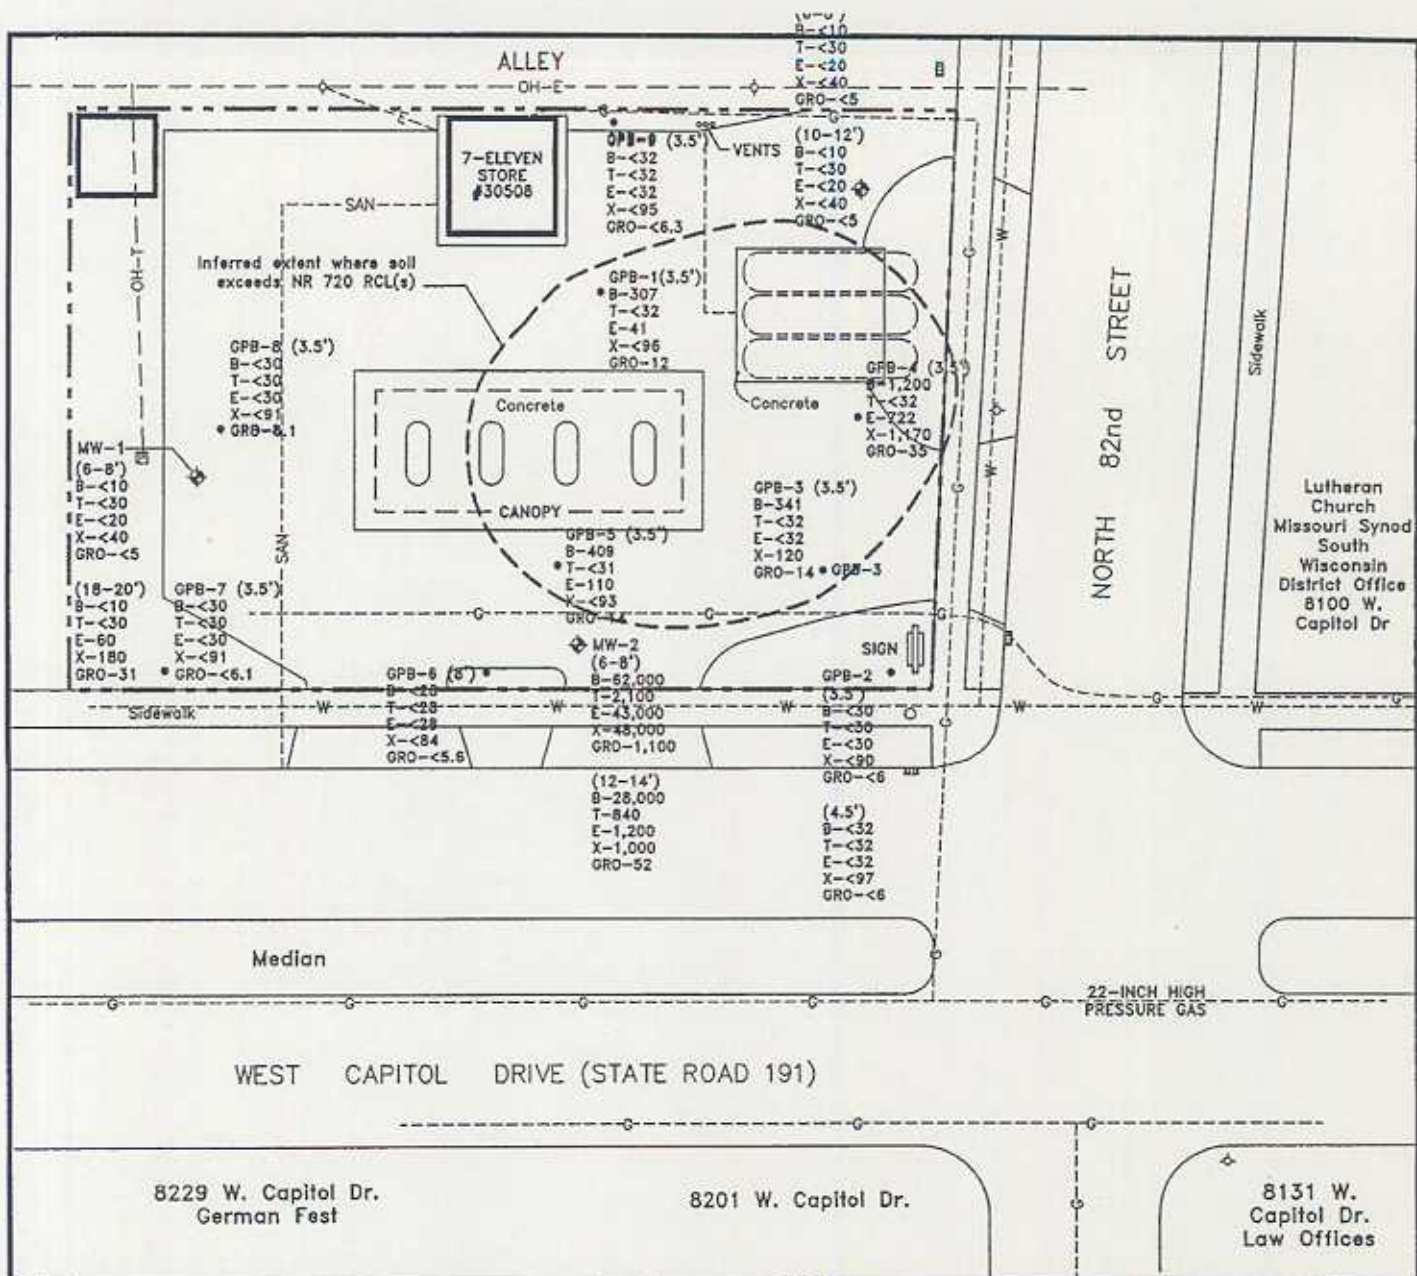 (6-8')
B-<10
T-<30
E-<20
X-<40
GRO-<5
(10-12')
B-<10
T-<30
E-<20
X-<40
GRO-<5
ALLEY
OH-E
E
G
G
VENTS
7-ELEVEN
STORE
#30508
GPB-9 (3.5')
B-<32
T-<32
E-<32
X-<95
GRO-<6.3
SAN
OH-T
Inferred extent where soil
exceeds NR 720 RCL(s)
GPB-1(3.5')
B-307
T-<32
E-41
X-<96
GRO-12
GPB-8 (3.5')
B-<30
T-<30
E-<30
X-<91
GRO-6.1
Concrete
CANOPY
Concrete
GPB-4 (3.5')
B-1,200
T-<32
E-722
X-1,170
GRO-35
MW-1
(6-8')
B-<10
T-<30
E-<20
X-<40
GRO-<5
(18-20')
B-<10
T-<30
E-60
X-180
GRO-31
SAN
GPB-7 (3.5')
B-<30
T-<30
E-<30
X-<91
GRO-<6.1
GPB-5 (3.5')
B-409
T-<31
E-110
X-<93
GPB-3 (3.5')
B-341
T-<32
E-<32
X-120
GRO-14
GPB-3
G
G
G
G
G
G
W
W
NORTH 82nd STREET
Sidewalk
Lutheran
Church
Missouri Synod
South
Wisconsin
District Office
8100 W.
Capitol Dr
MW-2
(6-8')
B-62,000
T-2,100
E-43,000
X-48,000
GRO-1,100
(12-14')
B-28,000
T-840
E-1,200
X-1,000
GRO-52
GPB-6 (8')
B-<28
T-<28
E-<28
X-<84
GRO-<5.6
SIGN
GPB-2
(3.5')
B-<30
T-<30
E-<30
X-<90
GRO-<6
(4.5')
B-<32
T-<32
E-<32
X-<97
GRO-<6
Sidewalk
W
W
W
W
W
G
G
G
Median
G
G
G
G
G
G
G
22-INCH HIGH
PRESSURE GAS
WEST CAPITOL DRIVE (STATE ROAD 191)
G
G
G
G
8229 W. Capitol Dr.
German Fest
8201 W. Capitol Dr.
8131 W.
Capitol Dr.
Law Offices